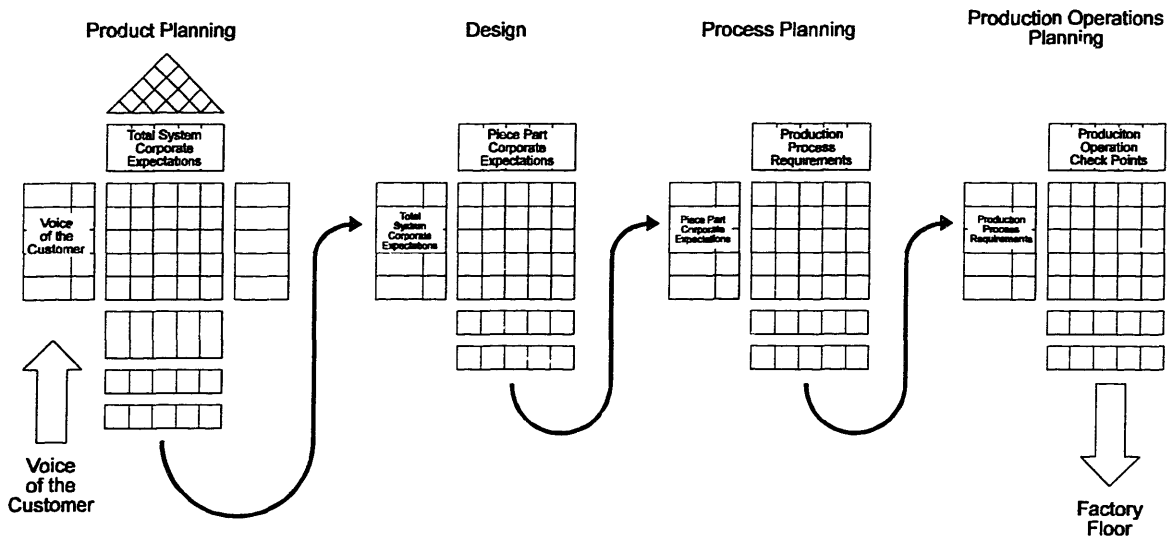 Product Planning
Design
Process Planning
Production Operations
Planning
Total System
Corporate
Expectations
Piece Part
Corporate
Expectations
Production
Process
Requirements
Produciton
Operation
Check Points
Voice
of the
Customer
Total
System
Corporate
Expectations
Piece Part
Corporate
Expectations
Production
Process
Requirements
Voice
of the
Customer
Factory
Floor